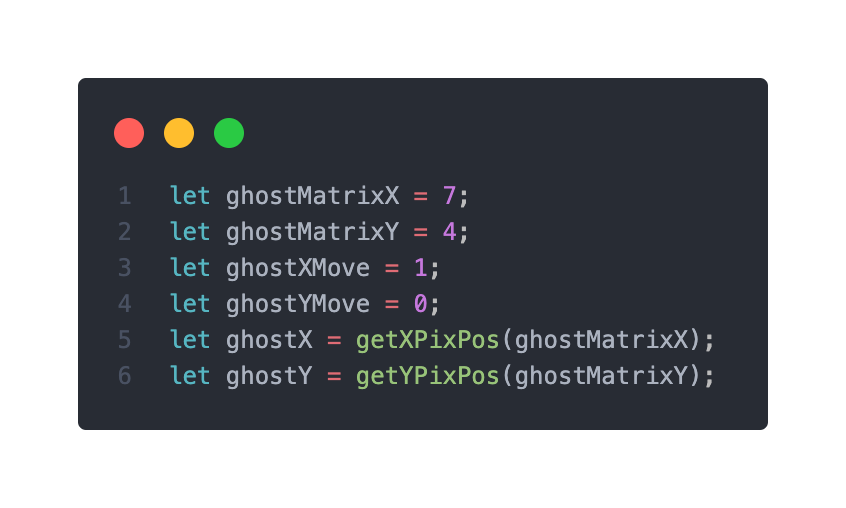 1 let ghostMatrixX = 7;
2 let ghostMatrixY = 4;
3 let ghostXMove = 1;
4 let ghostYMove = 0;
5 let ghostX = getXPixPos(ghostMatrixX);
6 let ghostY = getYPixPos(ghostMatrixY);